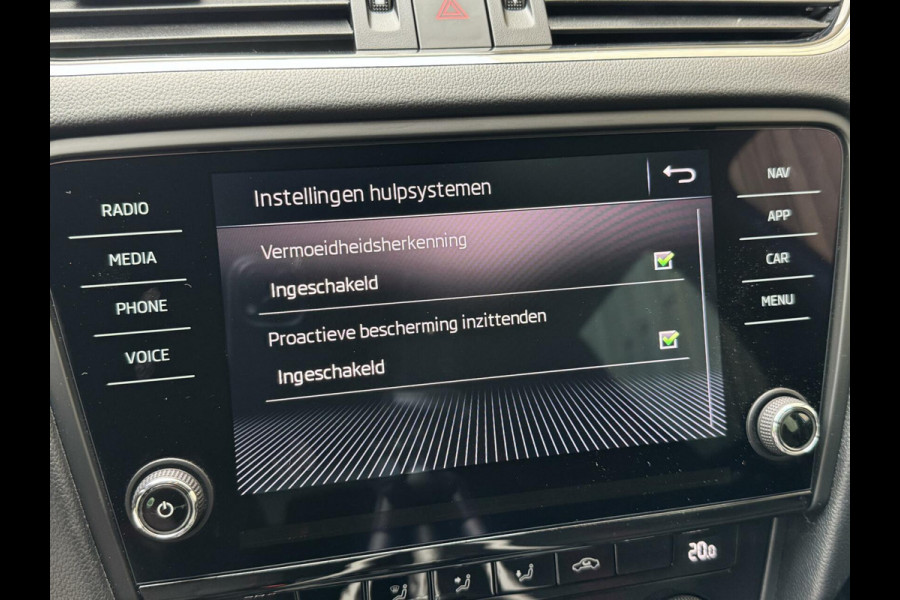 Instellingen hulpsystemen
Vermoeidheidsherkenning
Ingeschakeld
Proactieve bescherming inzittenden
Ingeschakeld
RADIO
MEDIA
PHONE
VOICE
NAV
APP
CAR
MENU
20.0